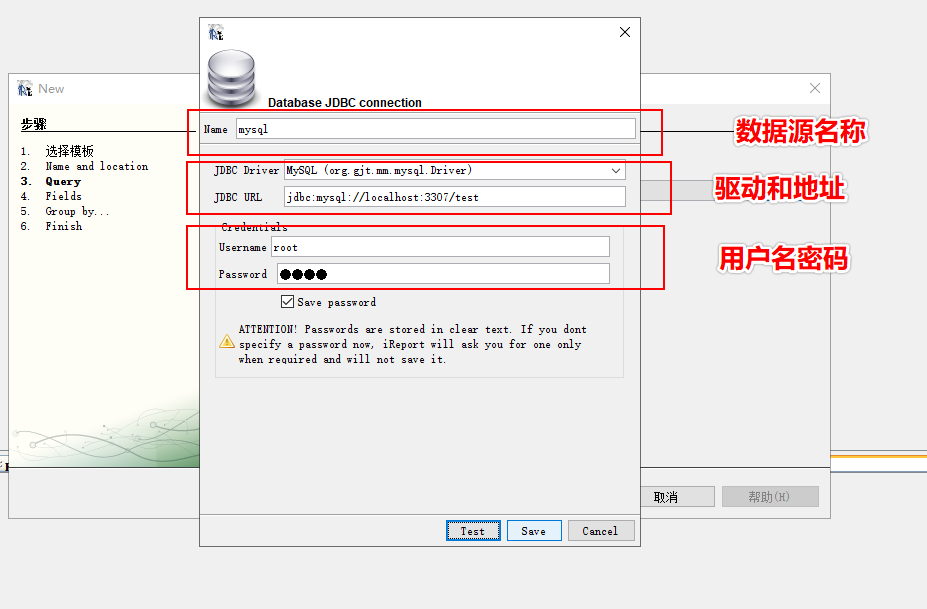 New
步骤
1. 选择模板
2. Name and location
3. Query
4. Fields
5. Group by...
6. Finish
Database JDBC connection
Name mysql
数据源名称
JDBC Driver MySQL (org.gjt.mm.mysql.Driver)
JDBC URL jdbc:mysql://localhost:3307/test
驱动和地址
Credentials
Username root
Password ●●●●
用户名密码
Save password
ATTENTION! Passwords are stored in clear text. If you dont
specify a password now, iReport will ask you for one only
when required and will not save it.
取消
帮助(H)
Test Save Cancel